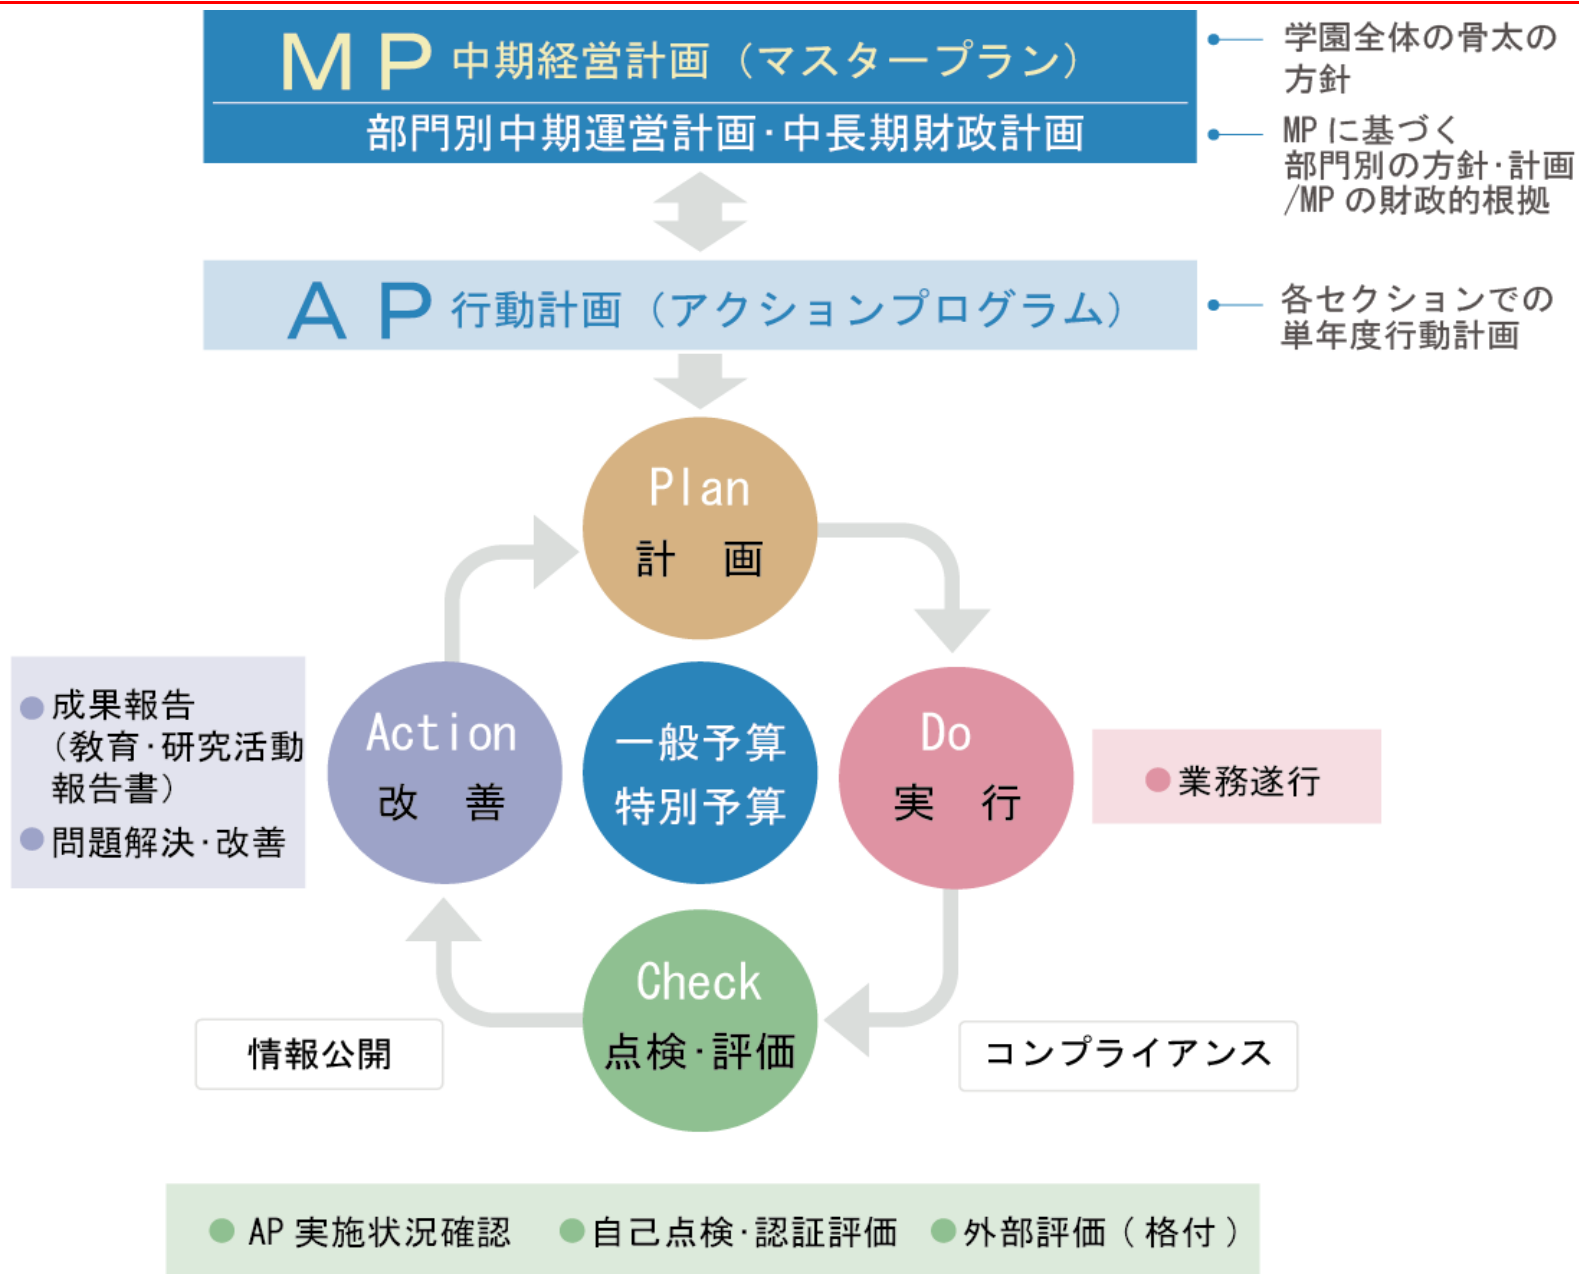 MP 中期経営計画（マスタープラン）
学園全体の骨太の
方針
部門別中期運営計画･中長期財政計画
MP に基づく
部門別の方針･計画
/MP の財政的根拠
AP 行動計画（アクションプログラム）
各セクションでの
単年度行動計画
Plan
計　画
Action
改　善
一般予算
特別予算
Do
実　行
成果報告
（教育･研究活動
報告書）
問題解決･改善
業務遂行
Check
点検･評価
情報公開
コンプライアンス
AP 実施状況確認
自己点検･認証評価
外部評価（格付）